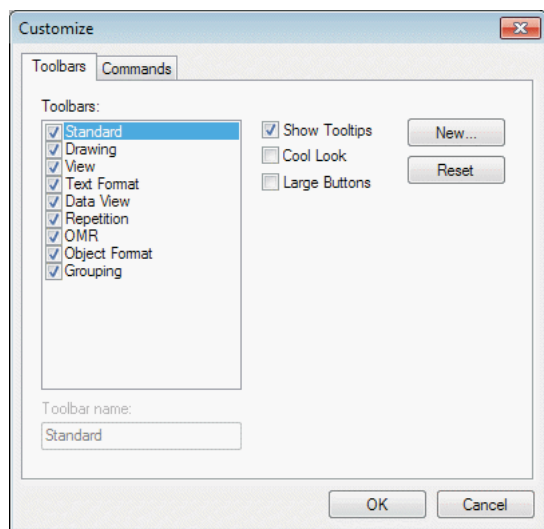 Customize
Toolbars Commands
Toolbars:
Standard
Drawing
View
Text Format
Data View
Repetition
OMR
Object Format
Grouping
Show Tooltips
Cool Look
Large Buttons
New...
Reset
Toolbar name:
Standard
OK Cancel